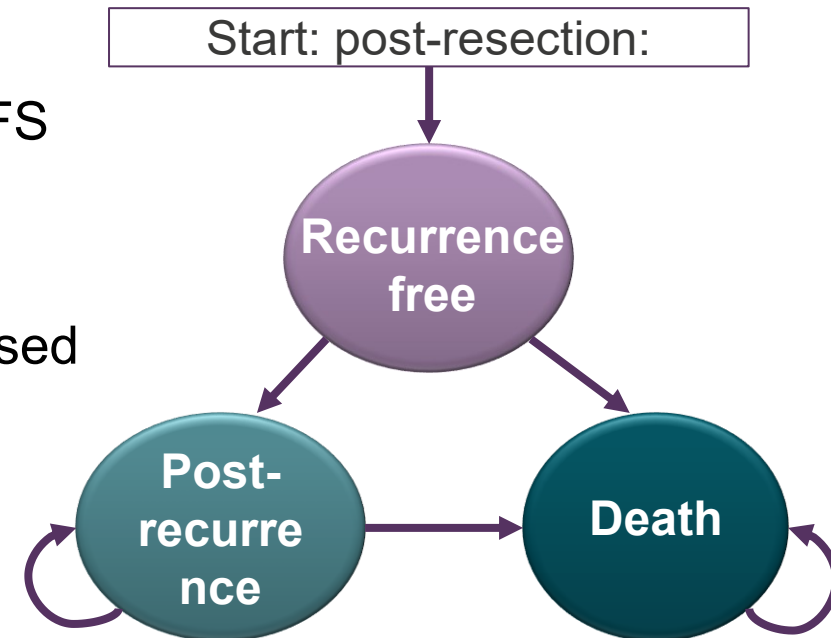 Start: post-resection:
FS
Recurrence
free
sed
Post-
recurre
nce
Death